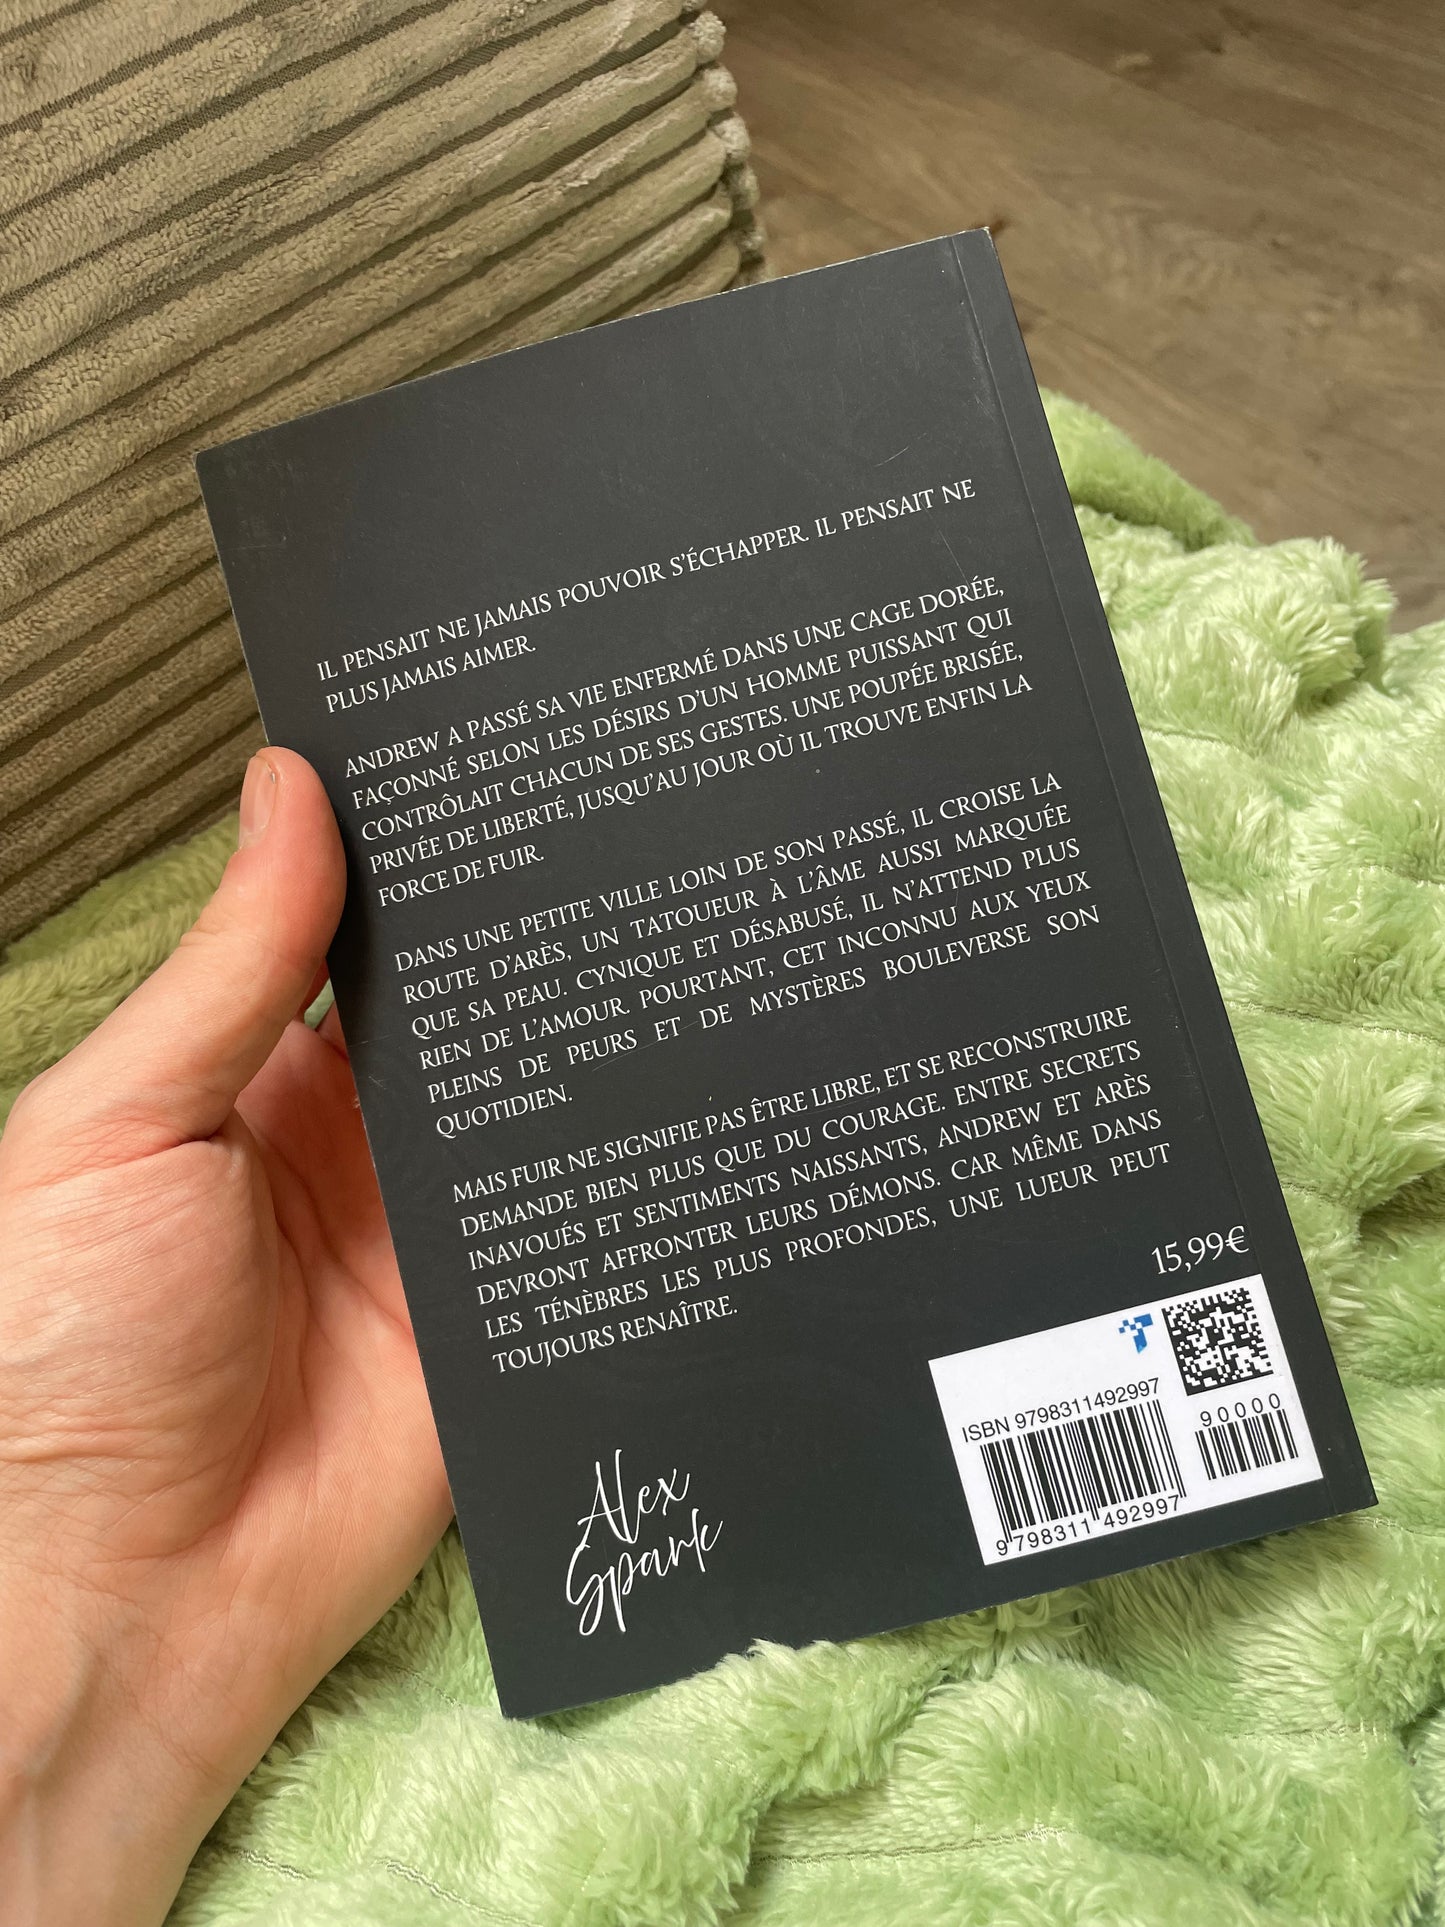 IL PENSAIT NE JAMAIS POUVOIR S'ÉCHAPPER. IL PENSAIT NE
PLUS JAMAIS AIMER.
ANDREW A PASSÉ SA VIE ENFERMÉ DANS UNE CAGE DORÉE,
FAÇONNÉ SELON LES DÉSIRS D'UN HOMME PUISSANT QUI
CONTRÔLAIT CHACUN DE SES GESTES. UNE POUPÉE BRISÉE,
PRIVÉE DE LIBERTÉ, JUSQU'AU JOUR OÙ IL TROUVE ENFIN LA
FORCE DE FUIR.
DANS UNE PETITE VILLE LOIN DE SON PASSÉ, IL CROISE LA
ROUTE D'ARÈS, UN TATOUEUR À L'ÂME AUSSI MARQUÉE
QUE SA PEAU. CYNIQUE ET DÉSABUSÉ, IL N'ATTEND PLUS
RIEN DE L'AMOUR. POURTANT, CET INCONNU AUX YEUX
PLEINS DE PEURS ET DE MYSTÈRES BOULEVERSE SON
QUOTIDIEN.
MAIS FUIR NE SIGNIFIE PAS ÊTRE LIBRE, ET SE RECONSTRUIRE
DEMANDE BIEN PLUS QUE DU COURAGE. ENTRE SECRETS
INAVOUÉS ET SENTIMENTS NAISSANTS, ANDREW ET ARÈS
DEVRONT AFFRONTER LEURS DÉMONS. CAR MÊME DANS
LES TÉNÈBRES LES PLUS PROFONDES, UNE LUEUR PEUT
TOUJOURS RENAÎTRE.
15,99€
ISBN 9798311492997
90000
9 798311 492997
Alex
Spark